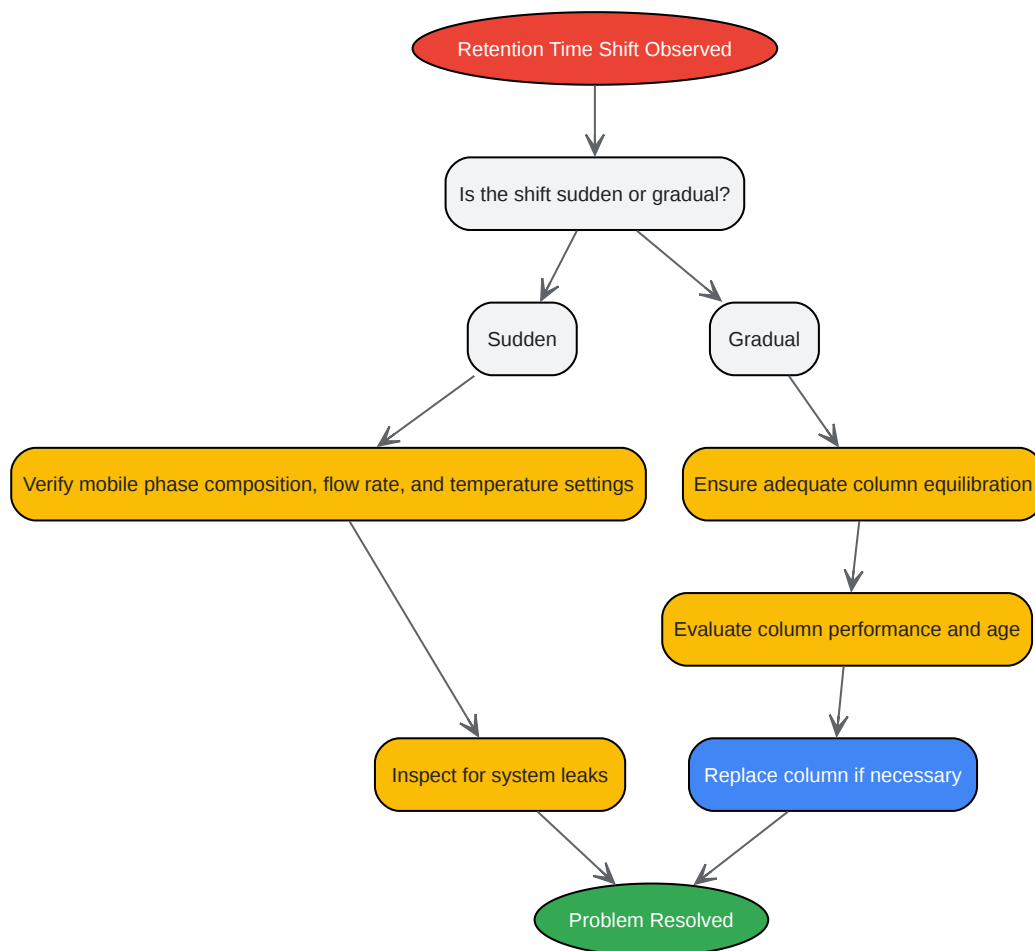 Retention Time Shift Observed
Is the shift sudden or gradual?
Sudden
Gradual
Verify mobile phase composition, flow rate, and temperature settings
Ensure adequate column equilibration
Evaluate column performance and age
Inspect for system leaks
Replace column if necessary
Problem Resolved